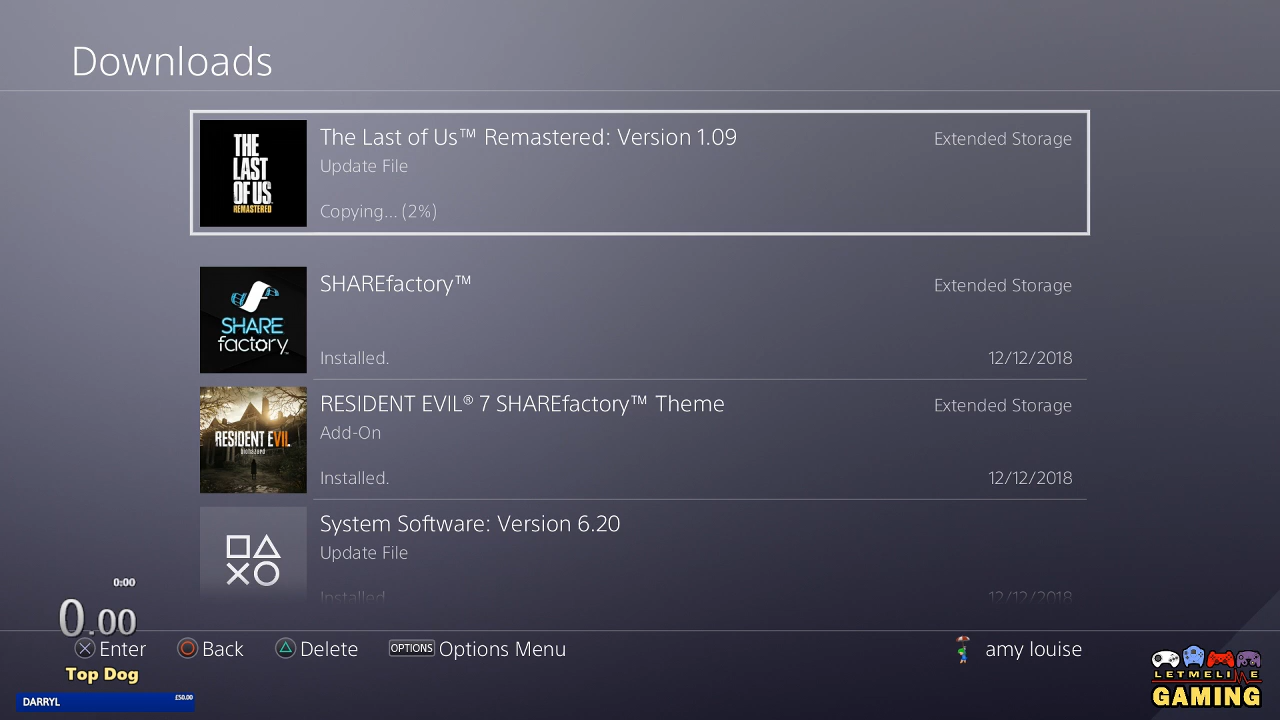 Downloads
The Last of Us™ Remastered: Version 1.09
Extended Storage
Update File
Copying... (2%)
THE
LAST
OF US
REMASTERED
SHAREfactory™
Extended Storage
Installed.
12/12/2018
SHARE
factory™
RESIDENT EVIL® 7 SHAREfactory™ Theme
Extended Storage
Add-On
Installed.
12/12/2018
RESIDENT EVIL
biohazard
System Software: Version 6.20
Update File
Installed.
12/12/2018
0:00
0.00
Enter
Back
Delete
OPTIONS Options Menu
amy louise
Top Dog
DARRYL
£50.00
LETMELIVE
GAMING